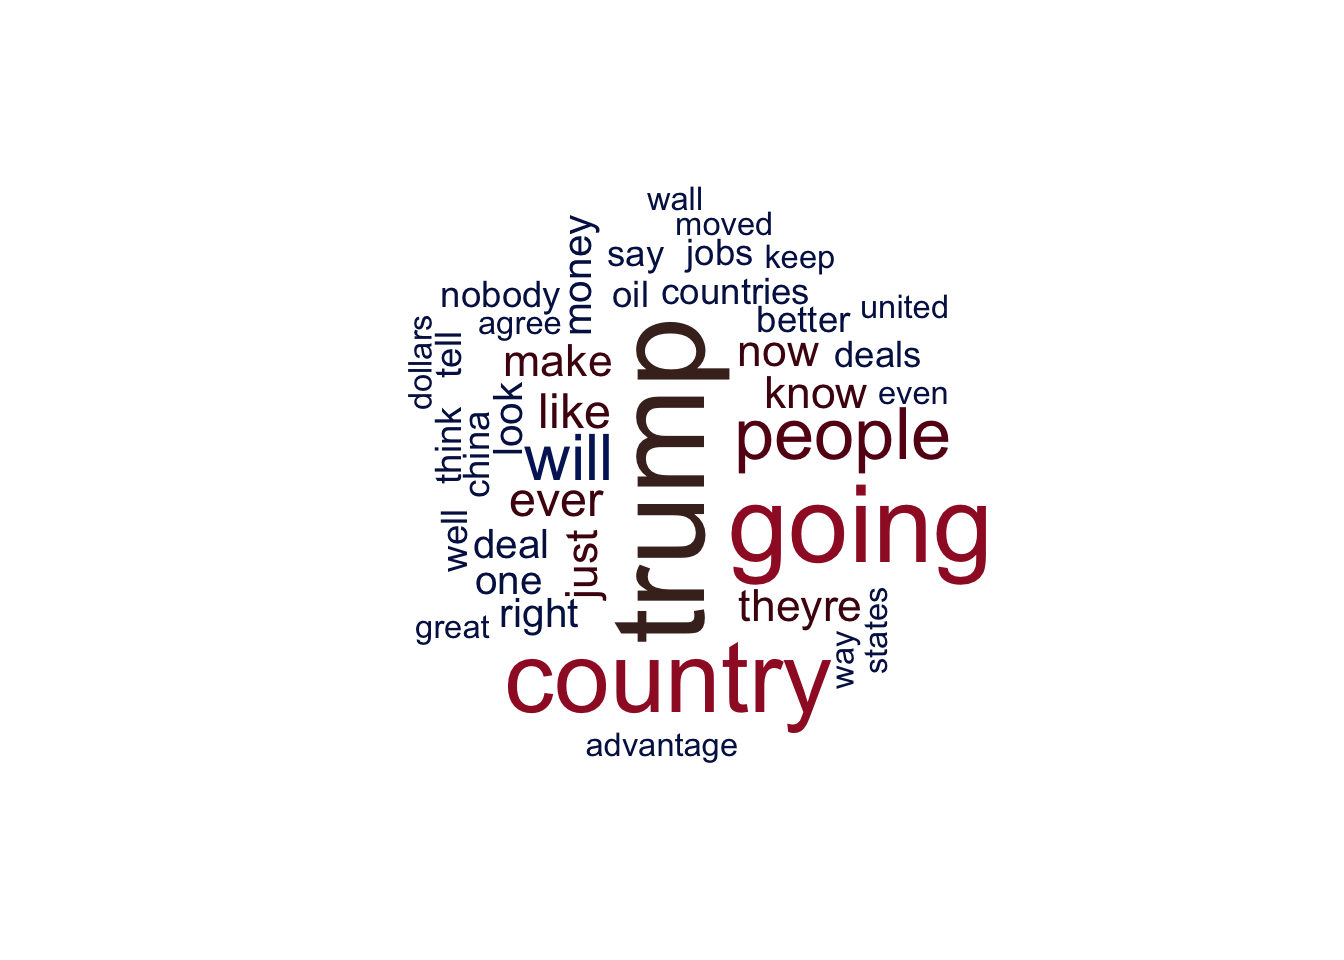 wall
moved
say
jobs
keep
money
nobody
oil
countries
united
agree
better
dollars
tell
make
trump
now
deals
look
like
know
even
think
china
will
people
ever
going
well
deal
just
one
right
theyre
great
way
states
country
advantage